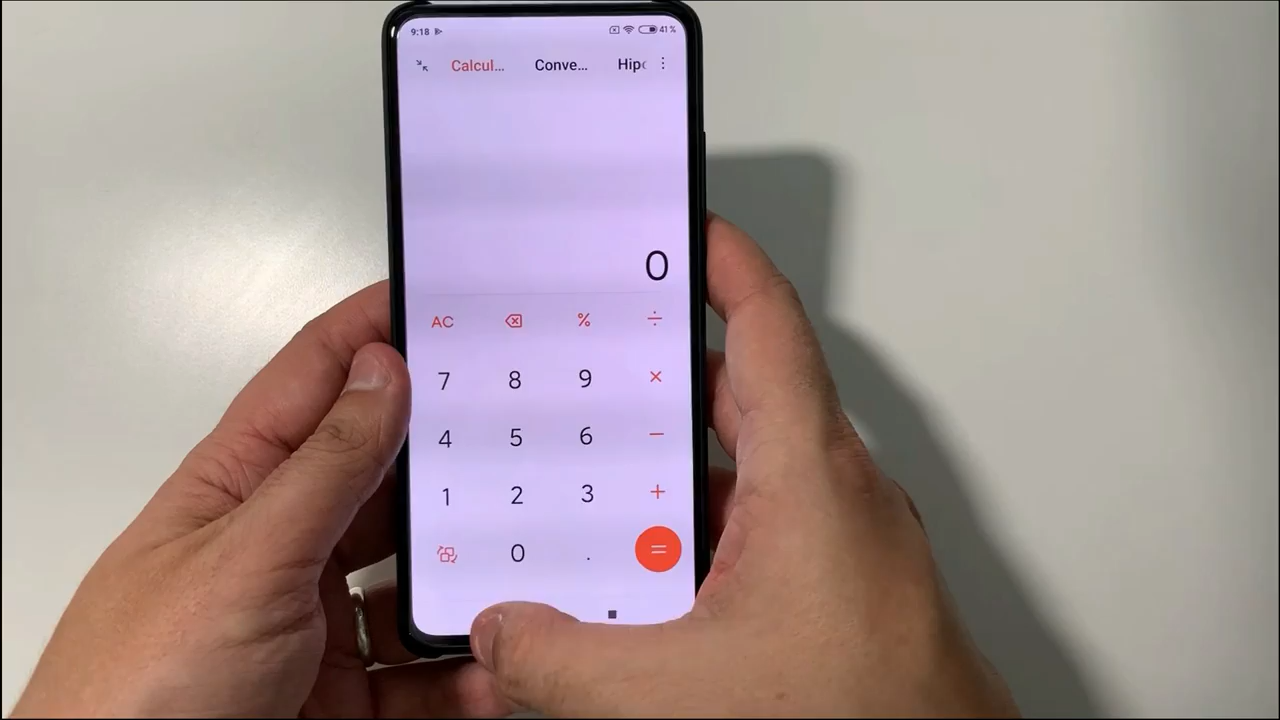 9:18 41%
Calcul... Conve... Hip
0
AC % ÷
7 8 9 ×
4 5 6 −
1 2 3 +
0 . =